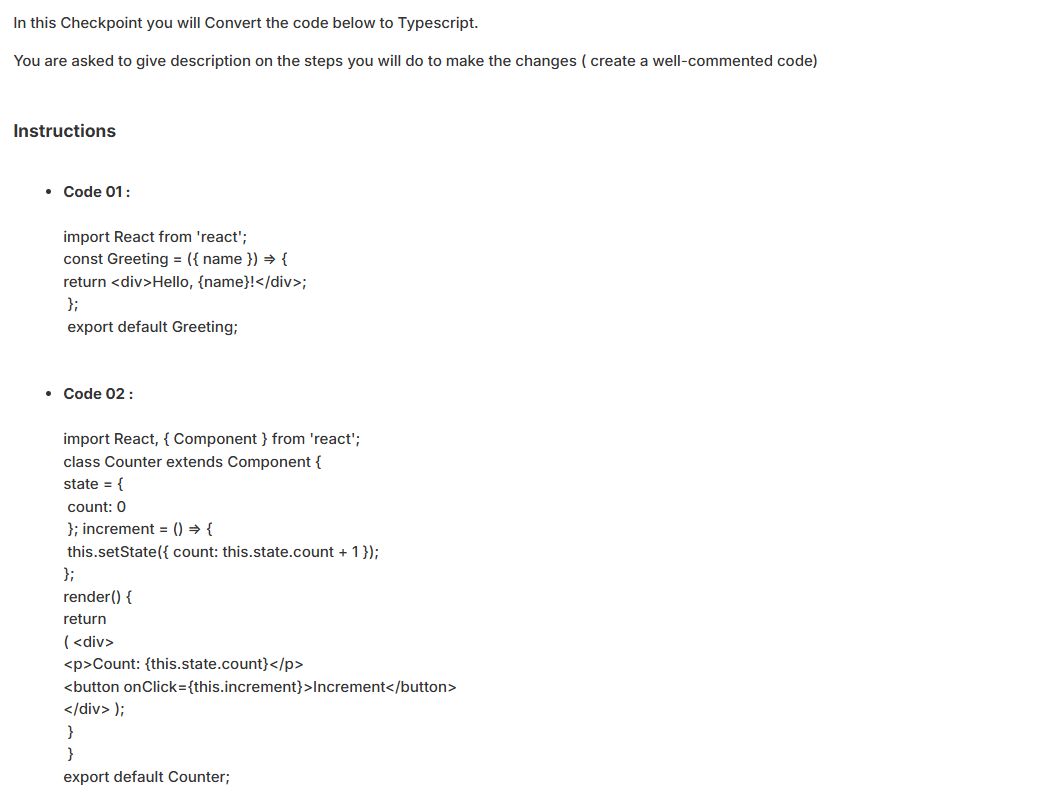 In this Checkpoint you will Convert the code below to Typescript.
You are asked to give description on the steps you will do to make the changes ( create a well-commented code)
Instructions
• Code 01 :
import React from 'react';
const Greeting = ({ name }) => {
return <div>Hello, {name}!</div>;
};
export default Greeting;
• Code 02 :
import React, { Component } from 'react';
class Counter extends Component {
state = {
count: 0
}; increment = () => {
this.setState({ count: this.state.count + 1 });
};
render() {
return
( <div>
<p>Count: {this.state.count}</p>
<button onClick={this.increment}>Increment</button>
</div> );
}
}
export default Counter;